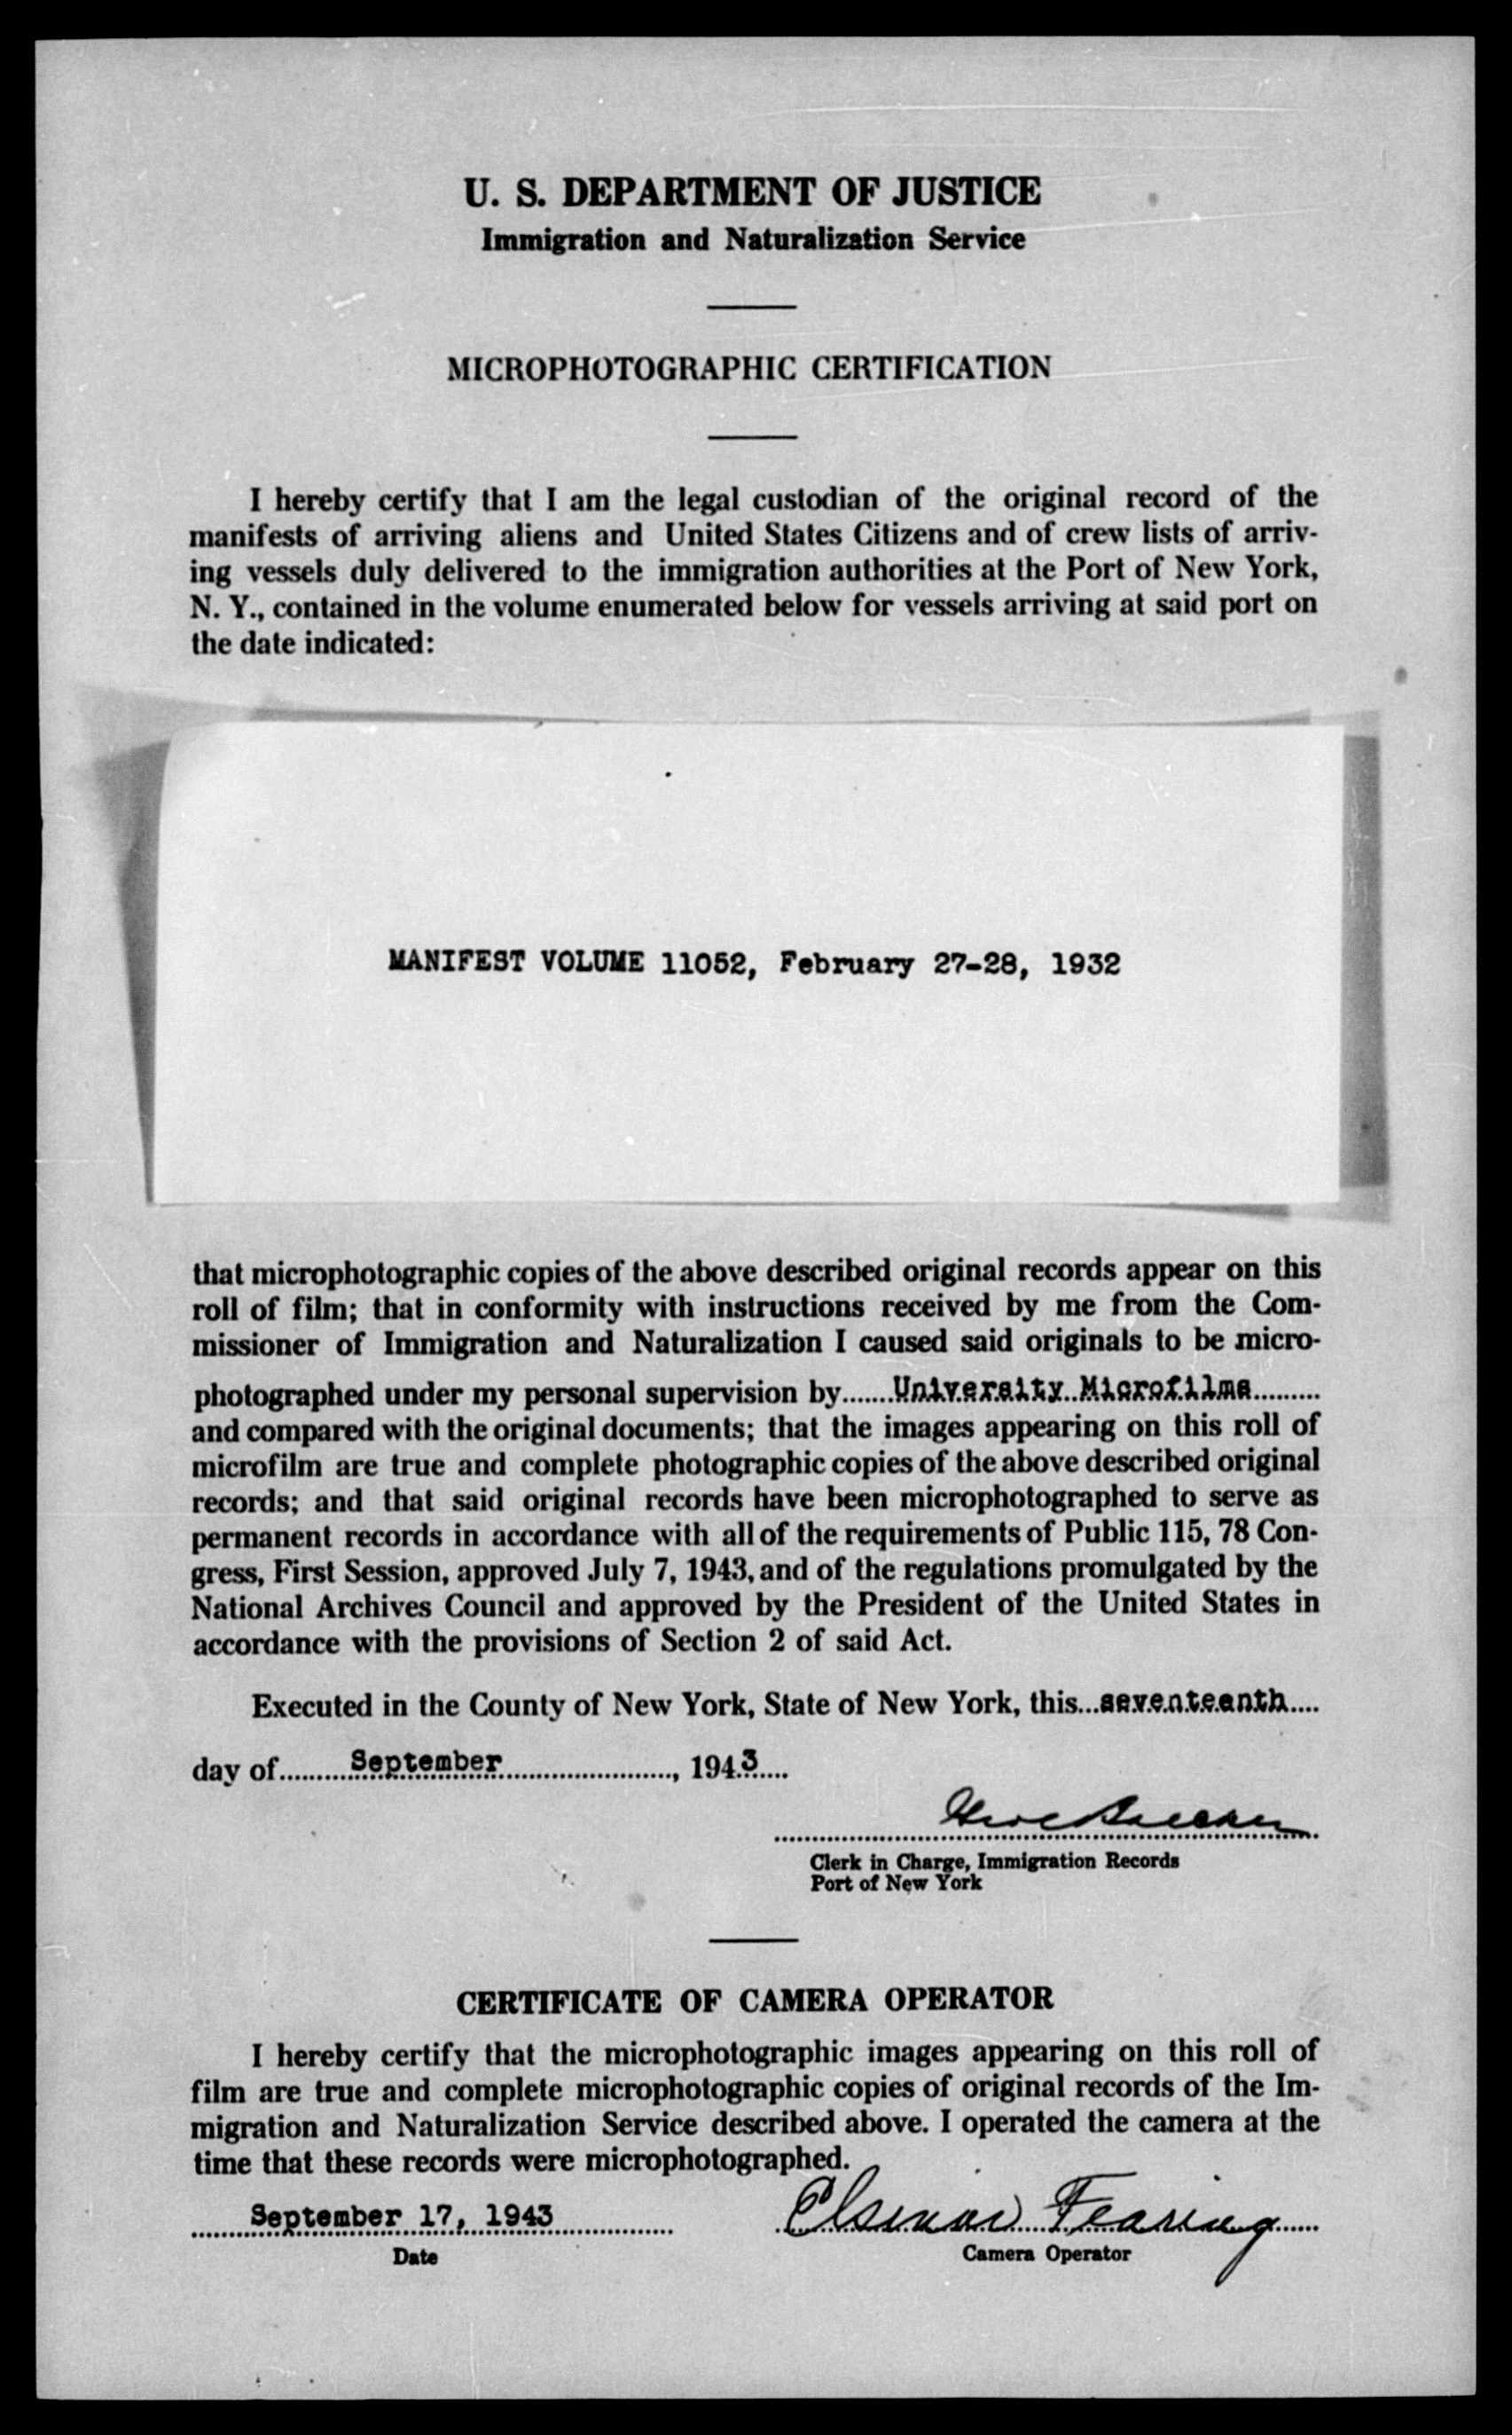 U. S. DEPARTMENT OF JUSTICE
Immigration and Naturalization Service
MICROPHOTOGRAPHIC CERTIFICATION
I hereby certify that I am the legal custodian of the original record of the
manifests of arriving aliens and United States Citizens and of crew lists of arriv-
ing vessels duly delivered to the immigration authorities at the Port of New York,
N. Y., contained in the volume enumerated below for vessels arriving at said port on
the date indicated:
MANIFEST VOLUME 11052, February 27-28, 1932
that microphotographic copies of the above described original records appear on this
roll of film; that in conformity with instructions received by me from the Com-
missioner of Immigration and Naturalization I caused said originals to be micro-
photographed under my personal supervision by University Microfilms
and compared with the original documents; that the images appearing on this roll of
microfilm are true and complete photographic copies of the above described original
records; and that said original records have been microphotographed to serve as
permanent records in accordance with all of the requirements of Public 115, 78 Con-
gress, First Session, approved July 7, 1943, and of the regulations promulgated by the
National Archives Council and approved by the President of the United States in
accordance with the provisions of Section 2 of said Act.
Executed in the County of New York, State of New York, this seventeenth
day of September, 1943
Clerk in Charge, Immigration Records
Port of New York
CERTIFICATE OF CAMERA OPERATOR
I hereby certify that the microphotographic images appearing on this roll of
film are true and complete microphotographic copies of original records of the Im-
migration and Naturalization Service described above. I operated the camera at the
time that these records were microphotographed.
September 17, 1943 Fearing
Date
Camera Operator